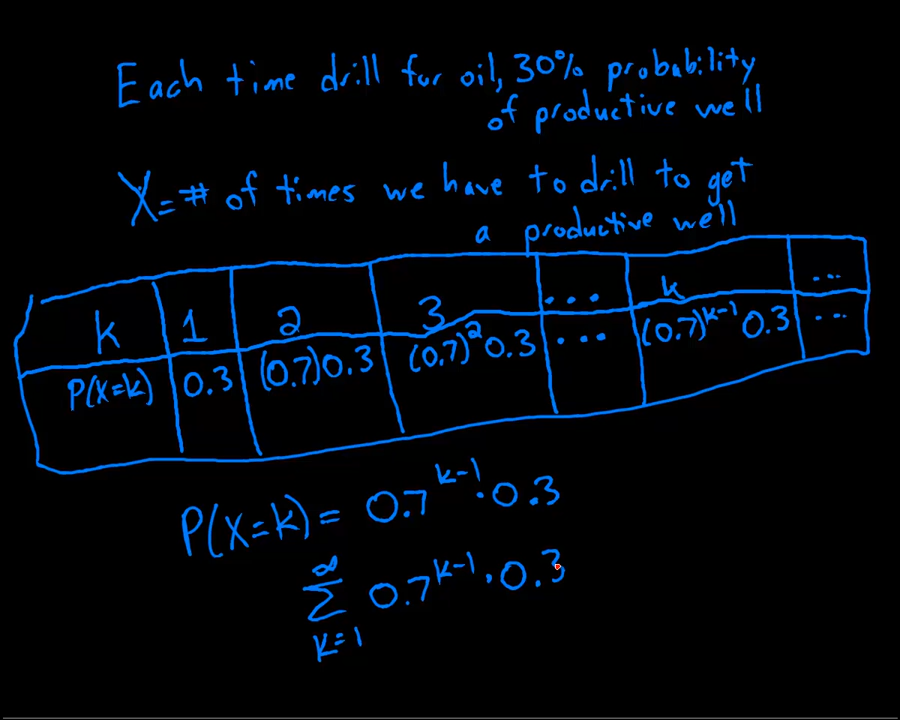 Each time drill for oil, 30% probability
of productive well
X = # of times we have to drill to get
a productive well
k 1 2 3 ... k ...
P(X=k) 0.3 (0.7)0.3 (0.7)²0.3 ... (0.7)^{k-1}0.3 ...
P(X=k) = 0.7^{k-1}·0.3
∞
Σ 0.7^{k-1}·0.3
k=1